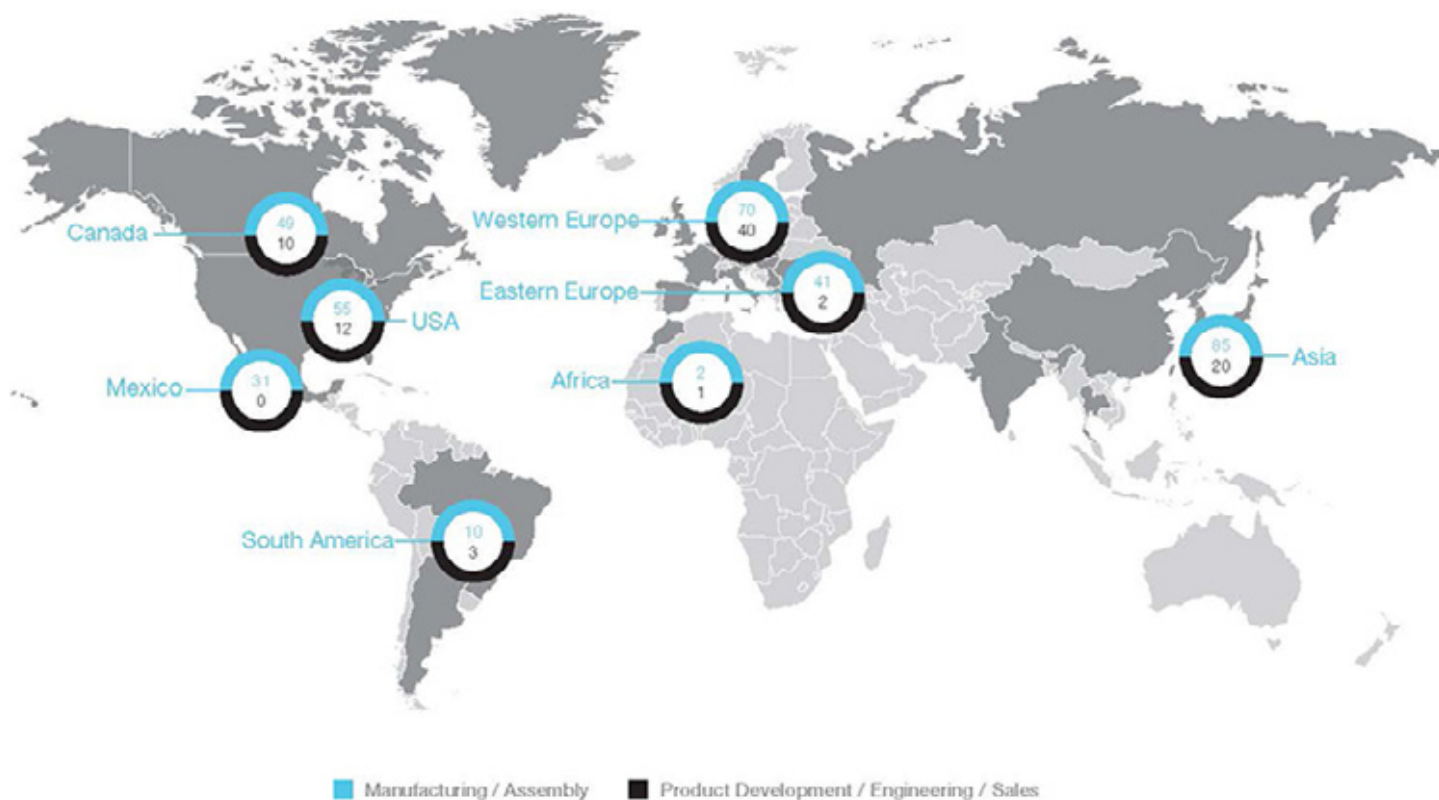 Canada
49
10
Western Europe
70
40
Eastern Europe
41
2
55
12
USA
Mexico
31
0
Africa
2
1
85
20
Asia
South America
10
3
Manufacturing / Assembly
Product Development / Engineering / Sales